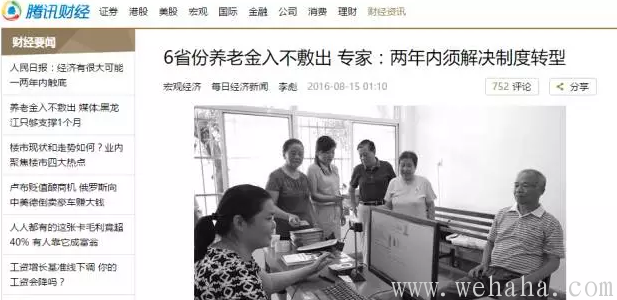 腾讯财经 证券 港股 美股 宏观 国际 金融 公司 消费 理财 财经资讯
财经要闻
人民日报：经济有很大可能
一两年内触底
养老金入不敷出 媒体:黑龙
江只够支撑1个月
楼市现状和走势如何？业内
聚焦楼市四大热点
卢布贬值酿商机 俄罗斯向
中美德倒卖豪车赚大钱
人人都有的这张卡毛利竟超
40% 有人靠它成富翁
工资增长基准线下调 你的
工资会降吗？
6省份养老金入不敷出 专家：两年内须解决制度转型
宏观经济 每日经济新闻 李彪 2016-08-15 01:10
752 评论 分享
www.wehaha.com